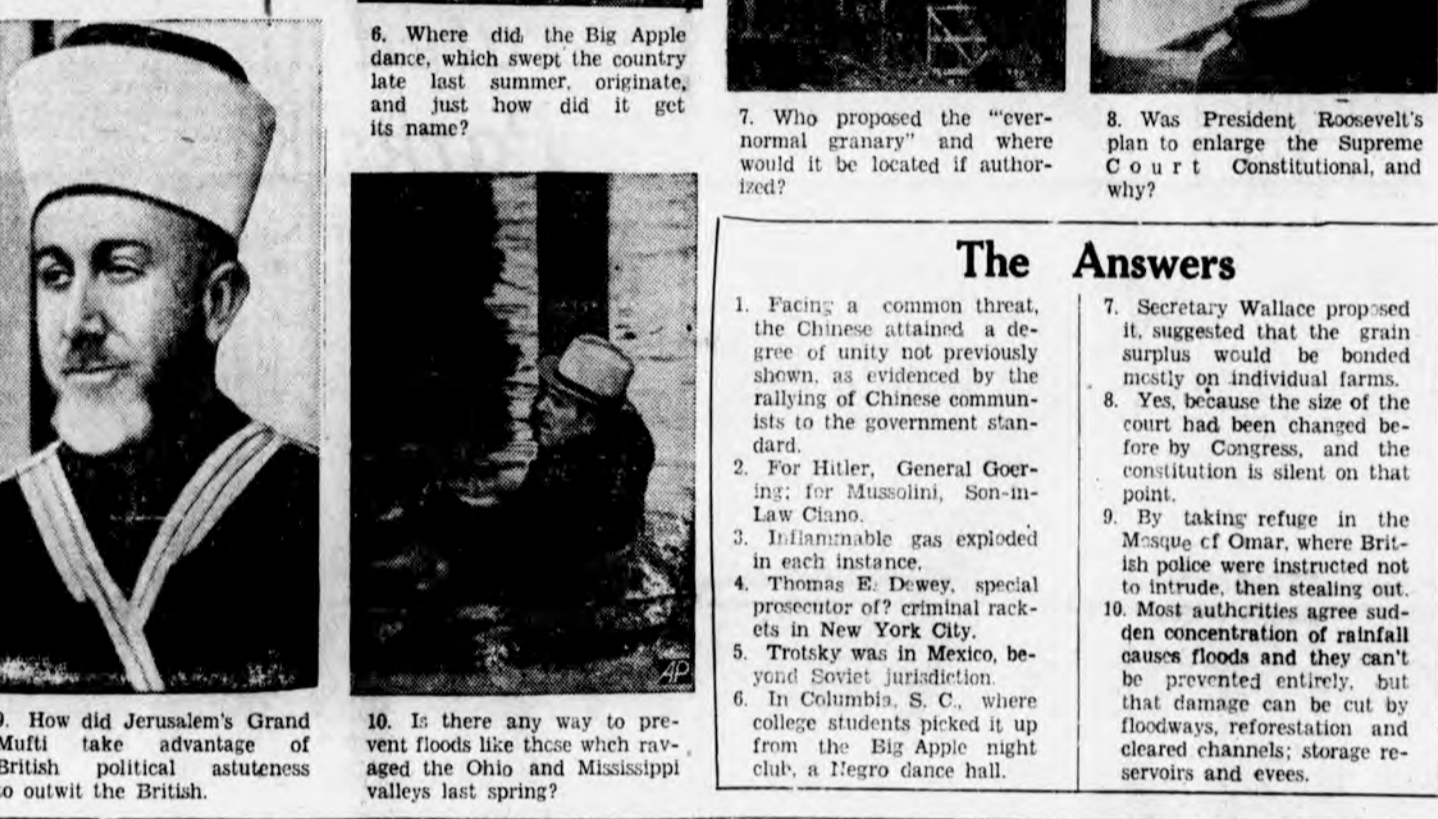 6. Where did the Big Apple
dance, which swept the country
late last summer, originate,
and just how did it get
its name?
7. Who proposed the "'ever-
normal granary" and where
would it be located if author-
ized?
8. Was President Roosevelt's
plan to enlarge the Supreme
Court Constitutional, and
why?
9. How did Jerusalem's Grand
Mufti take advantage of
British political astuteness
to outwit the British.
AP
10. Is there any way to pre-
vent floods like these whch rav-
aged the Ohio and Mississippi
valleys last spring?
The Answers
1. Facing a common threat,
the Chinese attained a de-
gree of unity not previously
shown, as evidenced by the
rallying of Chinese commun-
ists to the government stan-
dard.
2. For Hitler, General Goer-
ing; for Mussolini, Son-in-
Law Ciano.
3. Inflammable gas exploded
in each instance.
4. Thomas E. Dewey, special
prosecutor of? criminal rack-
ets in New York City.
5. Trotsky was in Mexico, be-
yond Soviet jurisdiction.
6. In Columbia, S. C., where
college students picked it up
from the Big Apple night
club, a Negro dance hall.
7. Secretary Wallace proposed
it, suggested that the grain
surplus would be bonded
mostly on individual farms.
8. Yes, because the size of the
court had been changed be-
fore by Congress, and the
constitution is silent on that
point.
9. By taking refuge in the
Mosque of Omar, where Brit-
ish police were instructed not
to intrude, then stealing out.
10. Most authorities agree sud-
den concentration of rainfall
causes floods and they can't
be prevented entirely, but
that damage can be cut by
floodways, reforestation and
cleared channels; storage re-
servoirs and evees.